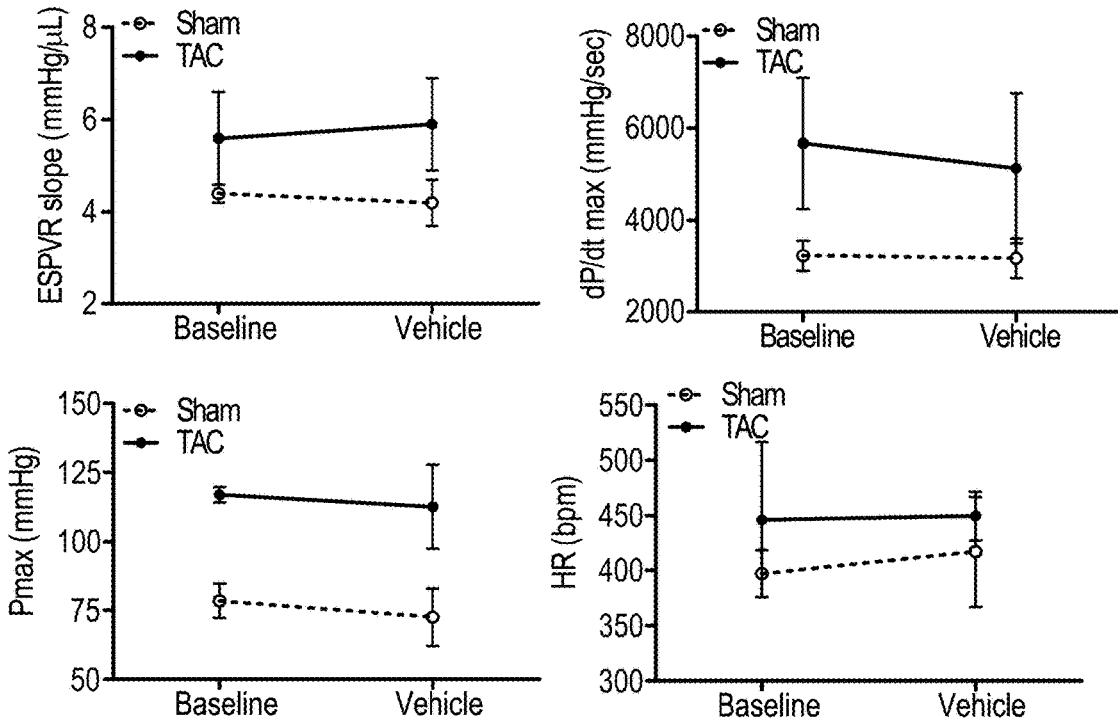 ESPVR slope (mmHg/μL)
8
6
4
2
Sham
TAC
Baseline
Vehicle
dP/dt max (mmHg/sec)
8000
6000
4000
2000
Sham
TAC
Baseline
Vehicle
Pmax (mmHg)
150
125
100
75
50
Sham
TAC
Baseline
Vehicle
HR (bpm)
550
500
450
400
350
300
Sham
TAC
Baseline
Vehicle